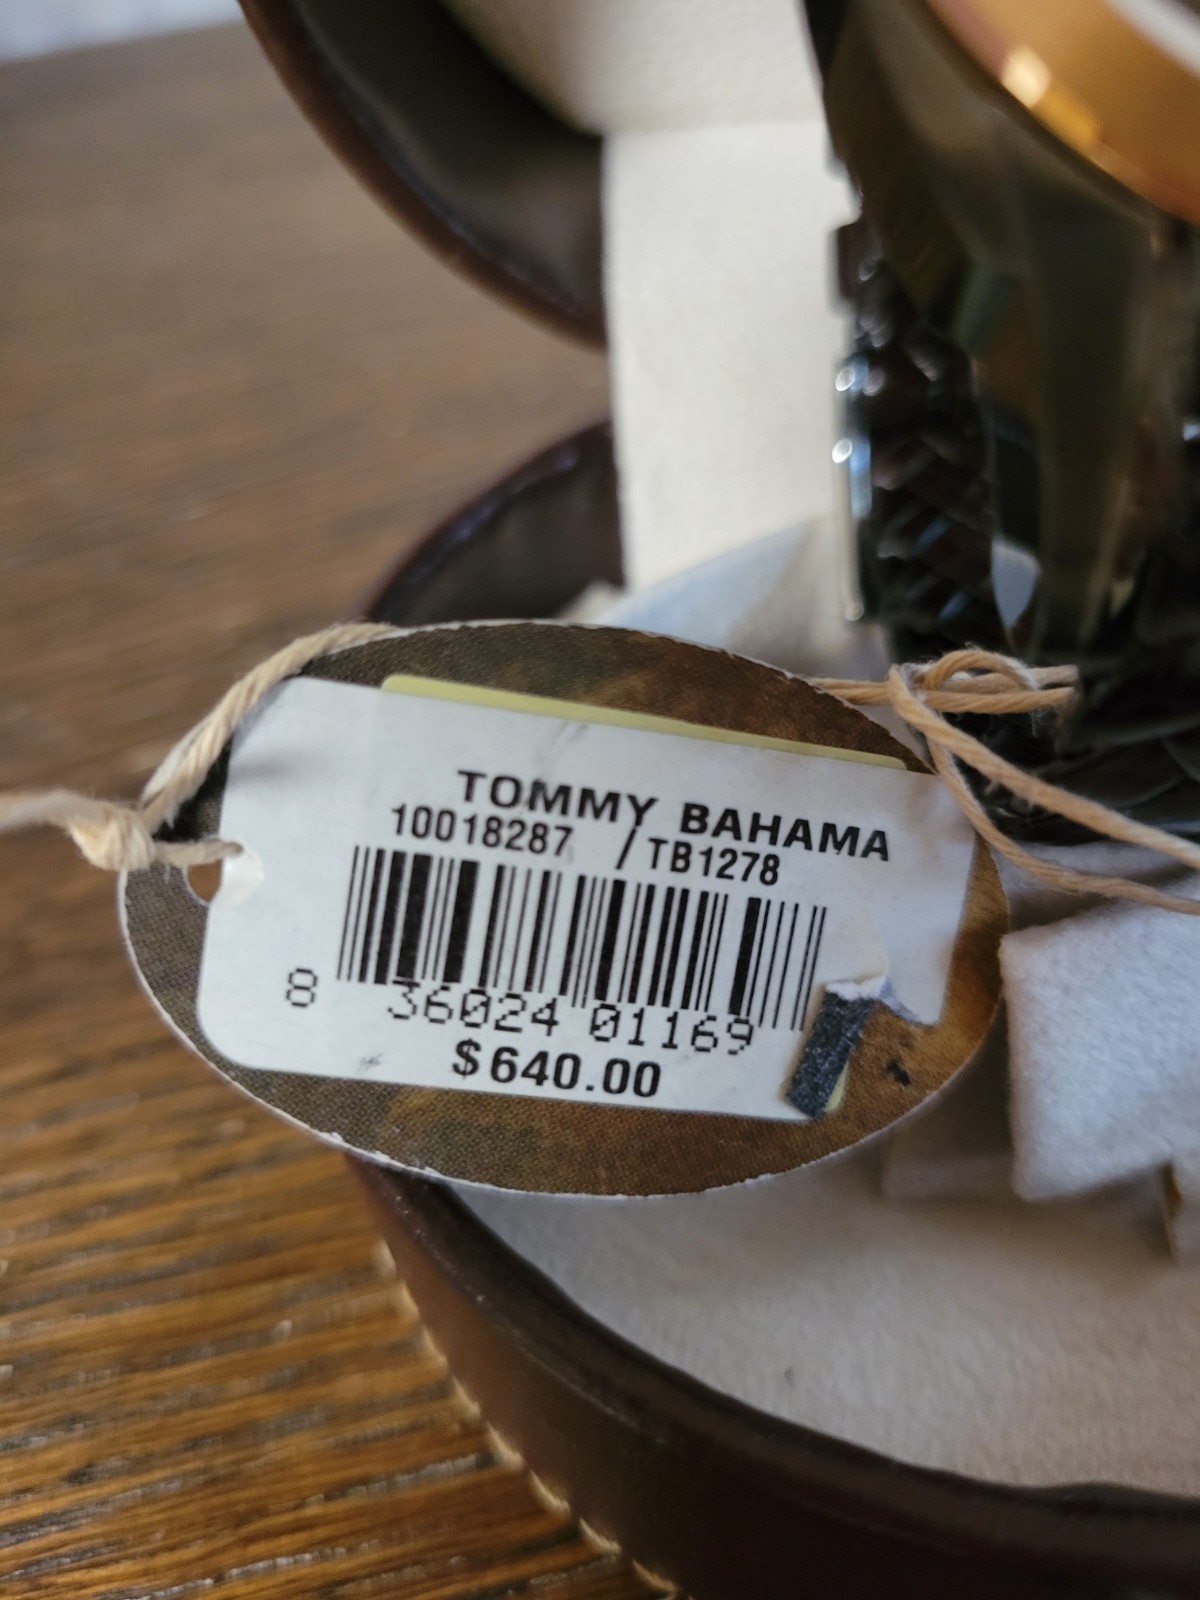 TOMMY BAHAMA
10018287 /TB1278
8 36024 01169
$640.00